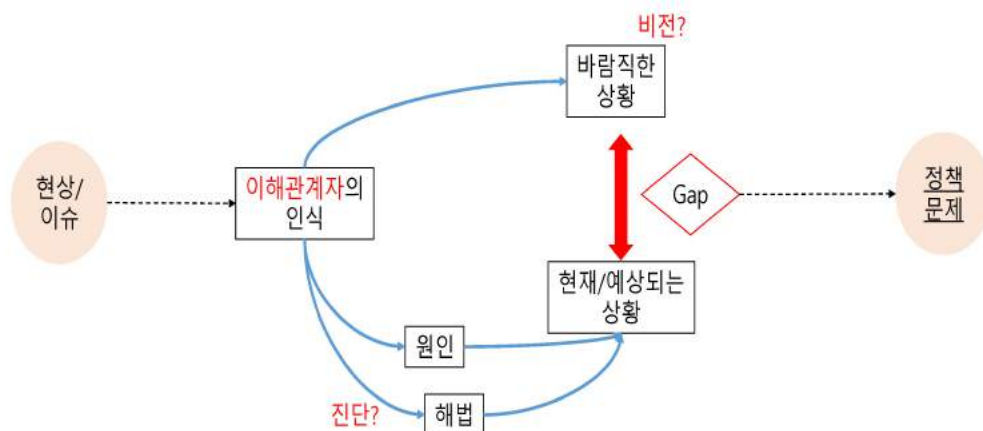 비전?
바람직한
상황
현상/
이슈
이해관계자의
인식
Gap
정책
문제
현재/예상되는
상황
원인
진단?
해법